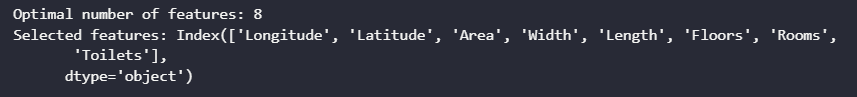 Optimal number of features: 8
Selected features: Index(['Longitude', 'Latitude', 'Area', 'Width', 'Length', 'Floors', 'Rooms',
'Toilets'],
dtype='object')